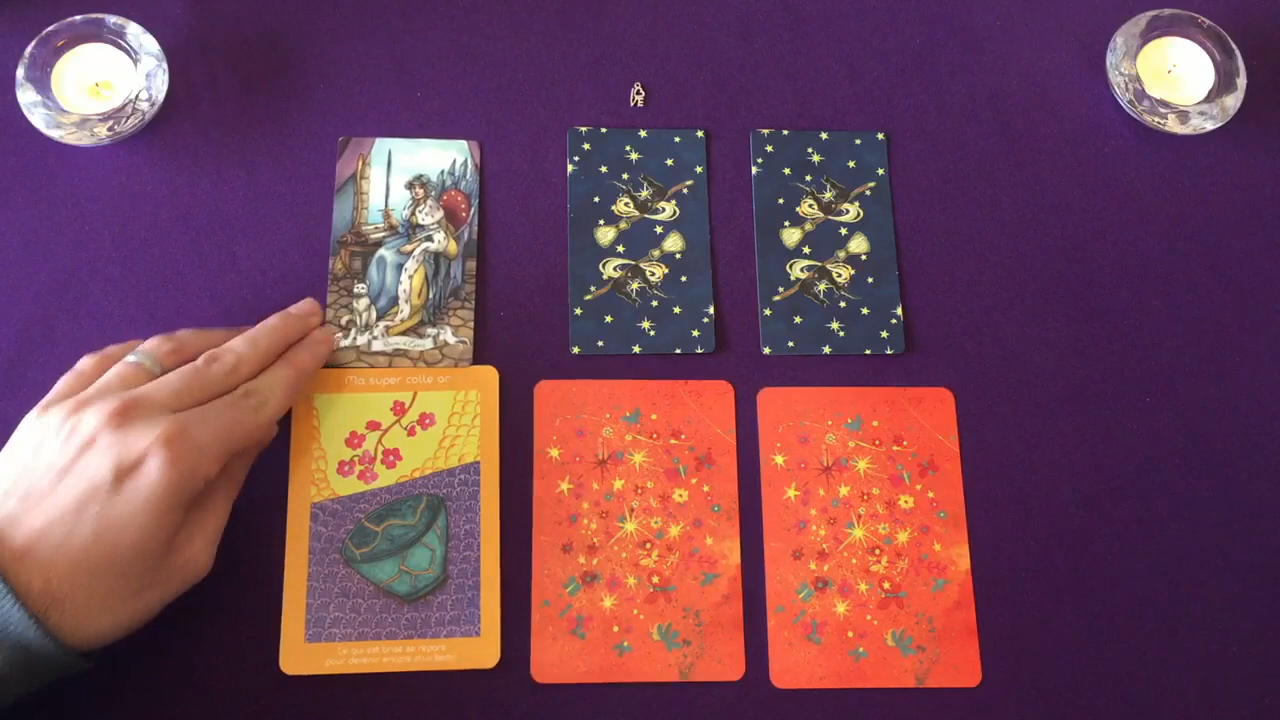 Ma super colle or
Ce qui est brisé se répare
pour devenir encore plus beau!